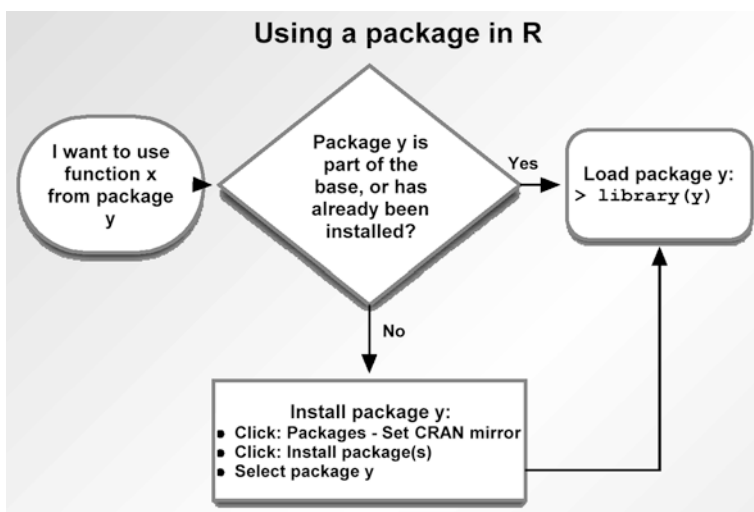 Using a package in R
I want to use
function x
from package
y
Package y is
part of the
base, or has
already been
installed?
Yes
Load package y:
> library(y)
No
Install package y:
• Click: Packages - Set CRAN mirror
• Click: Install package(s)
• Select package y